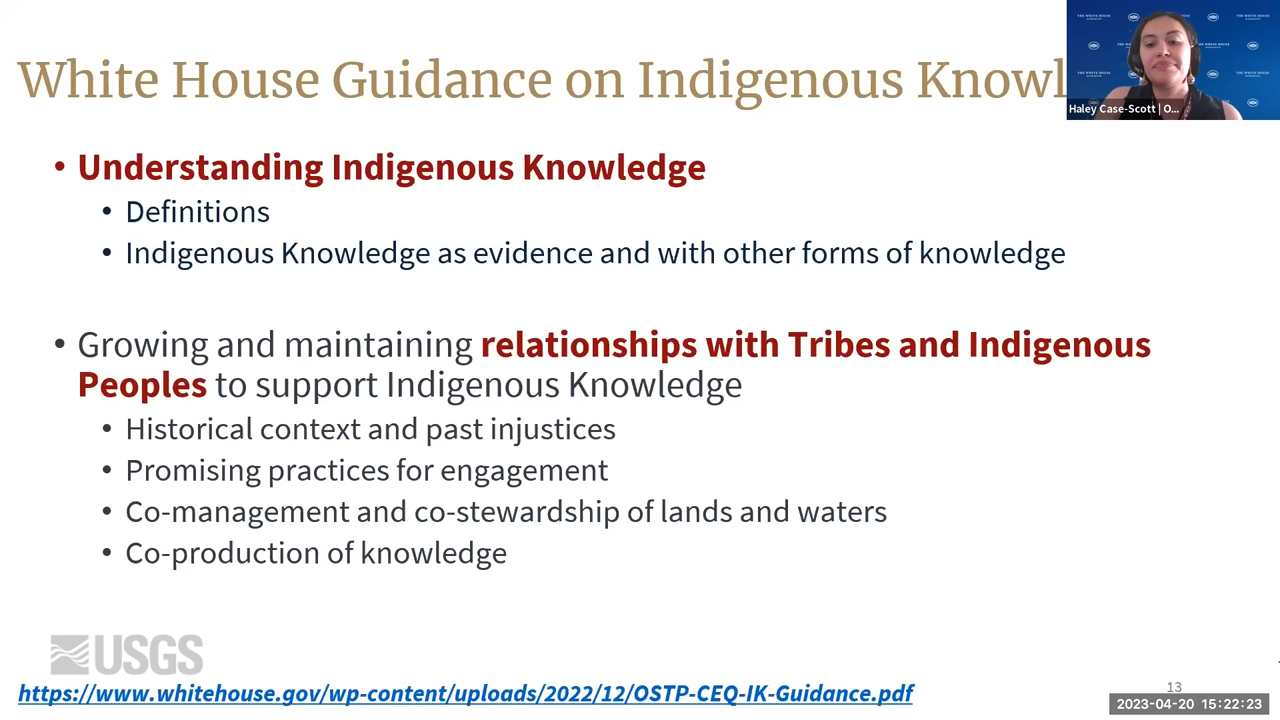 White House Guidance on Indigenous Knowl
Haley Case-Scott | O...
• Understanding Indigenous Knowledge
• Definitions
• Indigenous Knowledge as evidence and with other forms of knowledge
• Growing and maintaining relationships with Tribes and Indigenous
Peoples to support Indigenous Knowledge
• Historical context and past injustices
• Promising practices for engagement
• Co-management and co-stewardship of lands and waters
• Co-production of knowledge
USGS
https://www.whitehouse.gov/wp-content/uploads/2022/12/OSTP-CEQ-IK-Guidance.pdf
13
2023-04-20 15:22:23